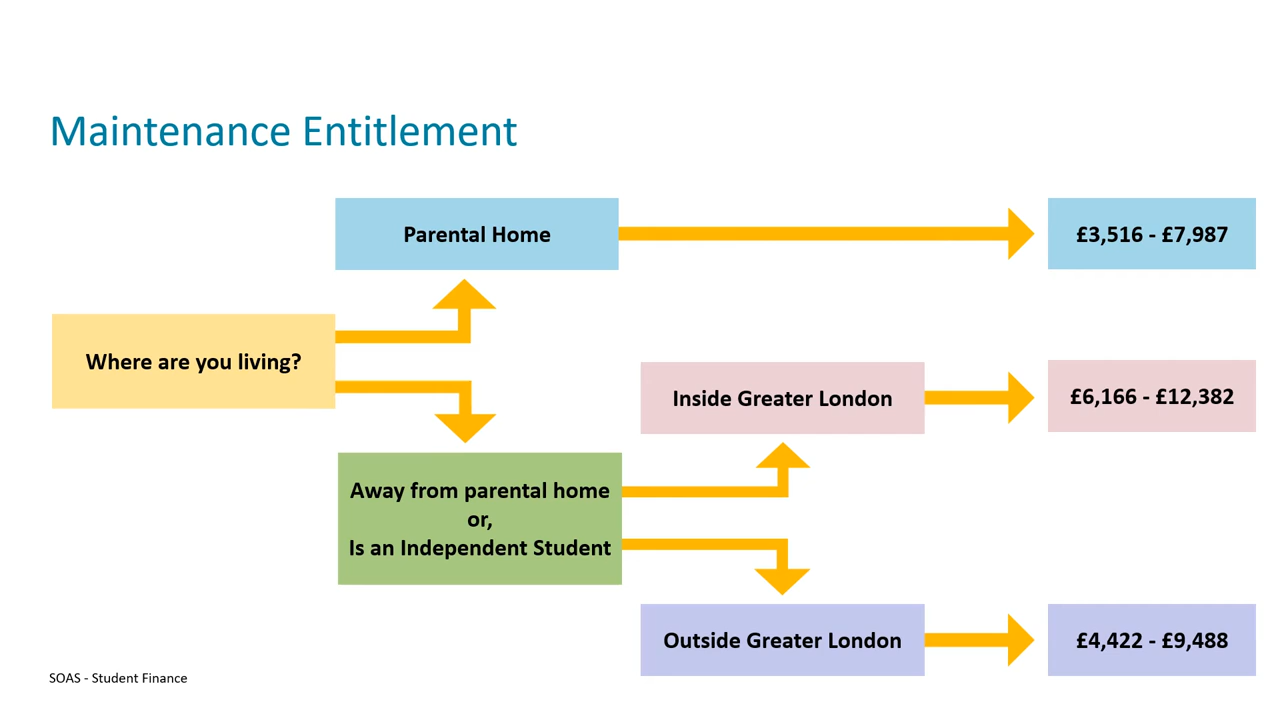 Maintenance Entitlement
Parental Home
£3,516 - £7,987
Where are you living?
Inside Greater London
£6,166 - £12,382
Away from parental home
or,
Is an Independent Student
Outside Greater London
£4,422 - £9,488
SOAS - Student Finance